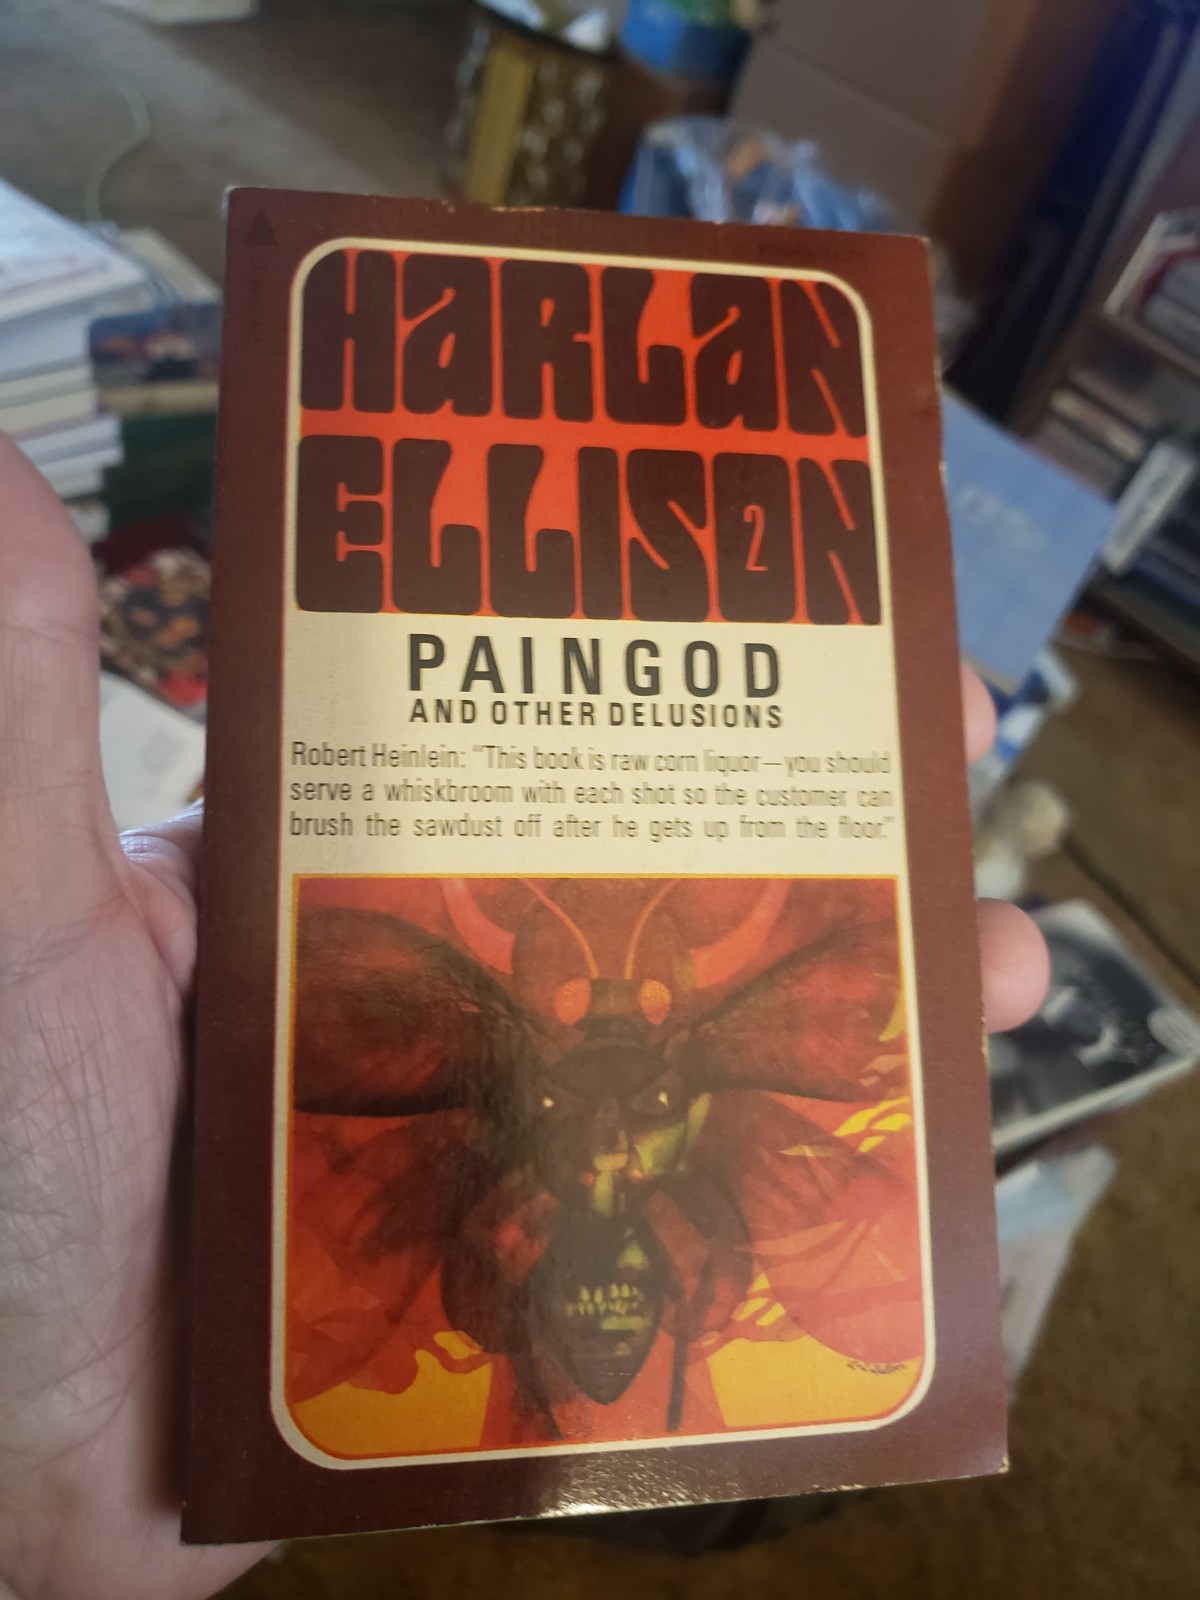 HARLAN
ELLISON
2
PAINGOD
AND OTHER DELUSIONS
Robert Heinlein: "This book is raw corn liquor—you should
serve a whiskbroom with each shot so the customer can
brush the sawdust off after he gets up from the floor."